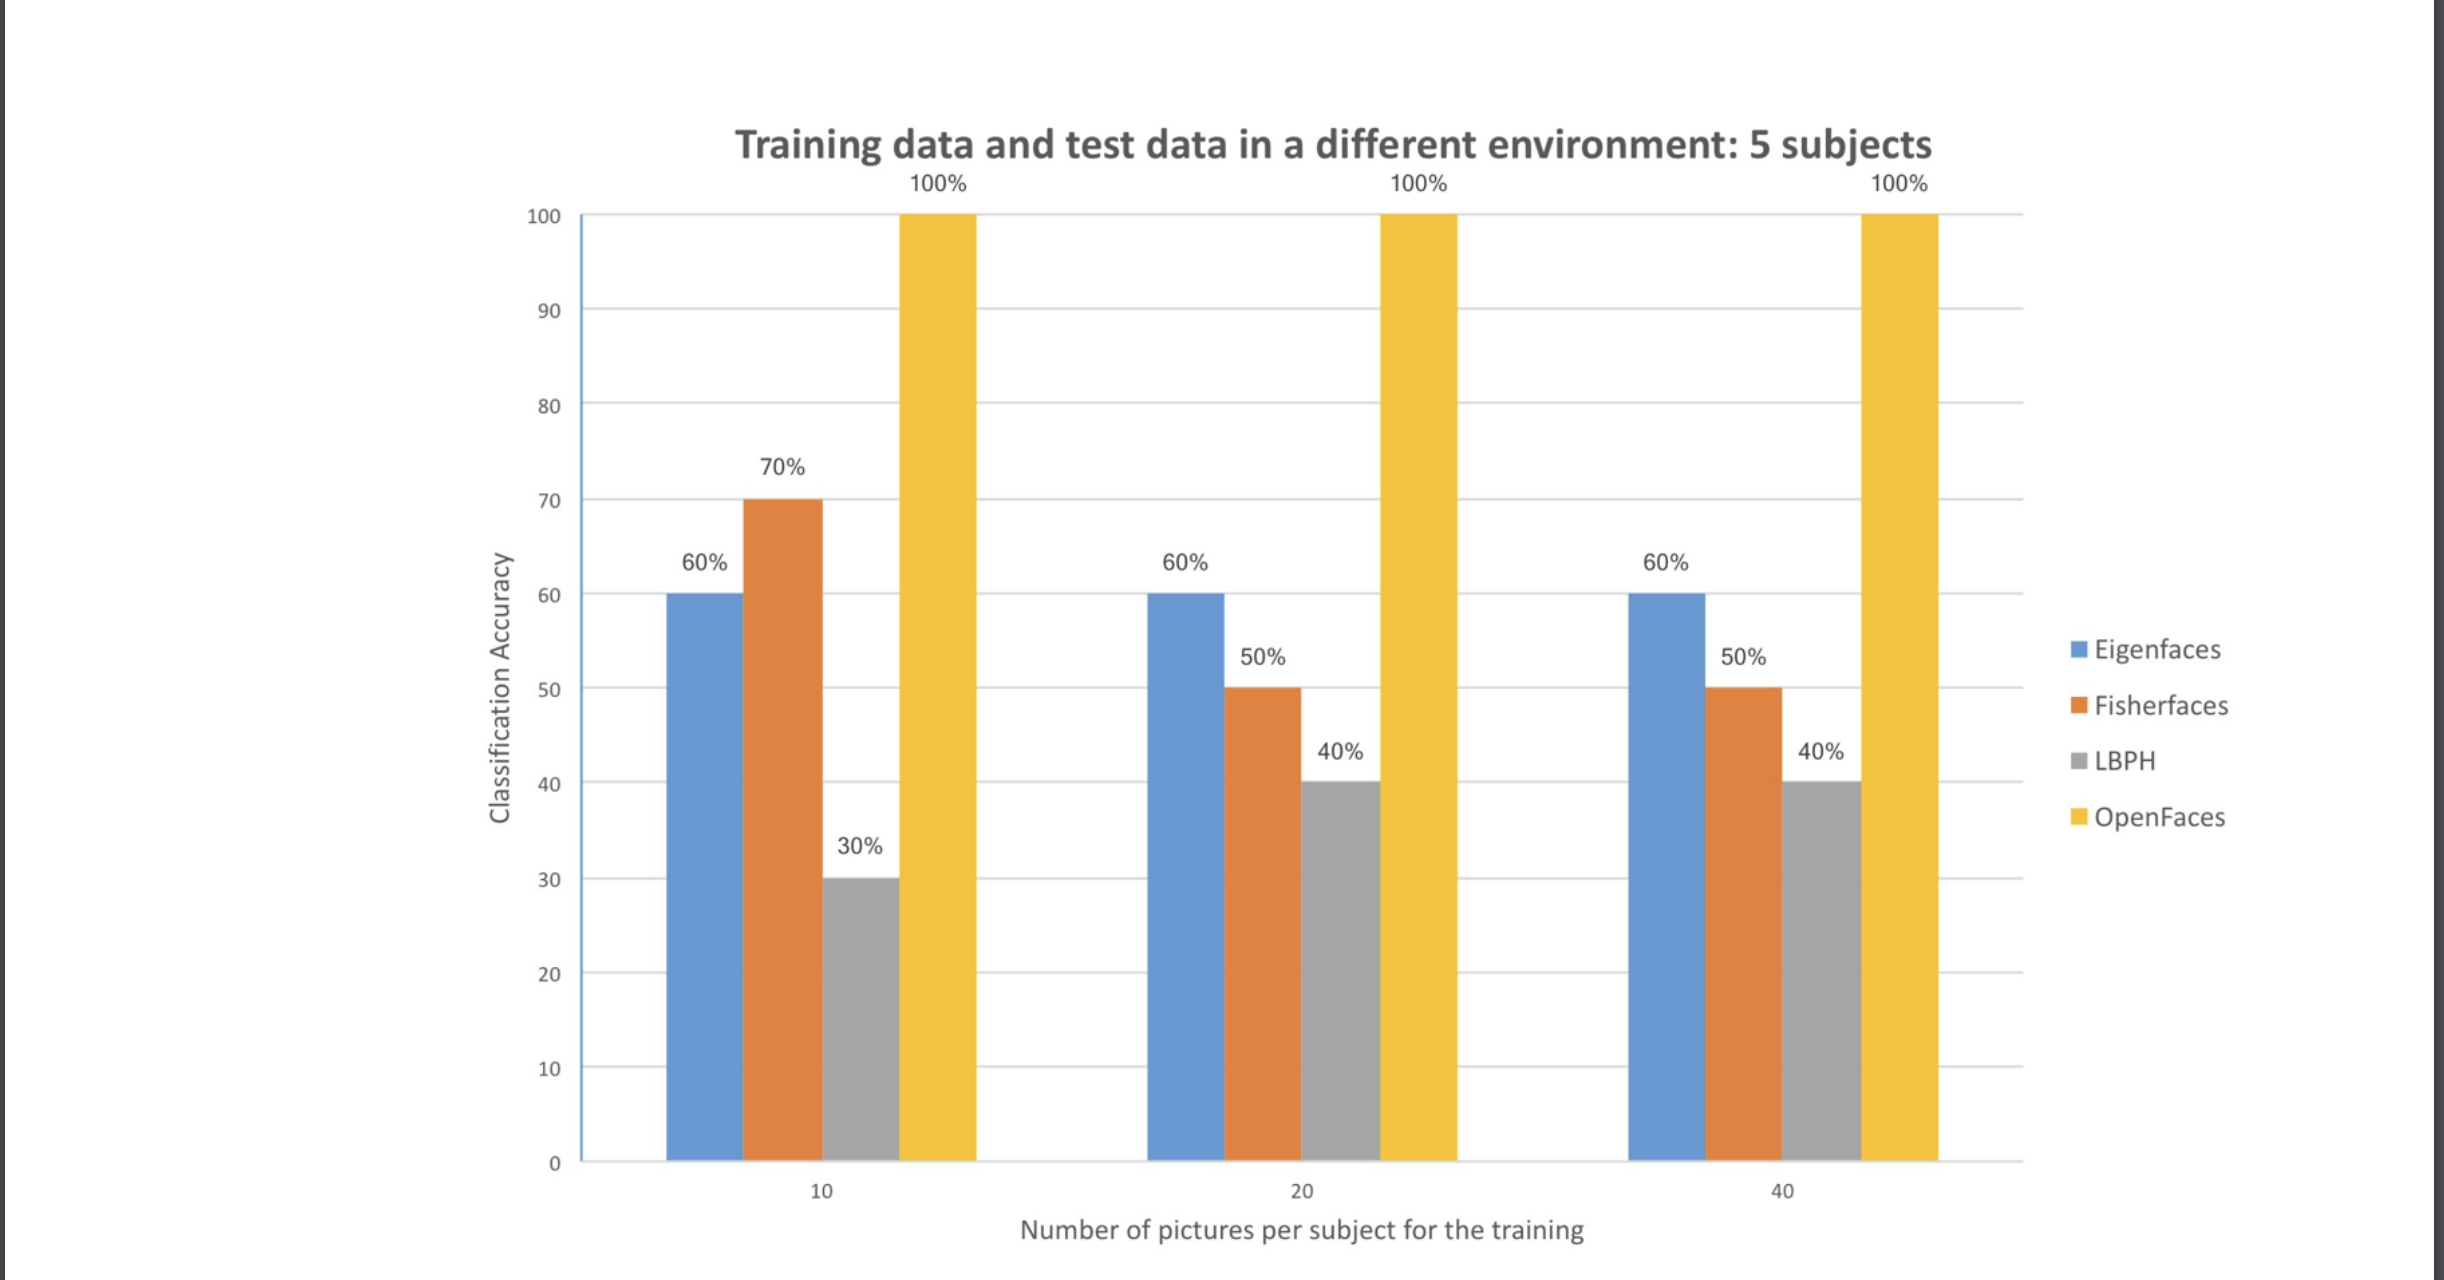 Training data and test data in a different environment: 5 subjects
100% 100% 100%
100
90
80
70%
70
60% 60% 60%
60
50% 50%
50
40% 40%
40
30%
30
20
10
0
Classification Accuracy
10 20 40
Number of pictures per subject for the training
Eigenfaces
Fisherfaces
LBPH
OpenFaces